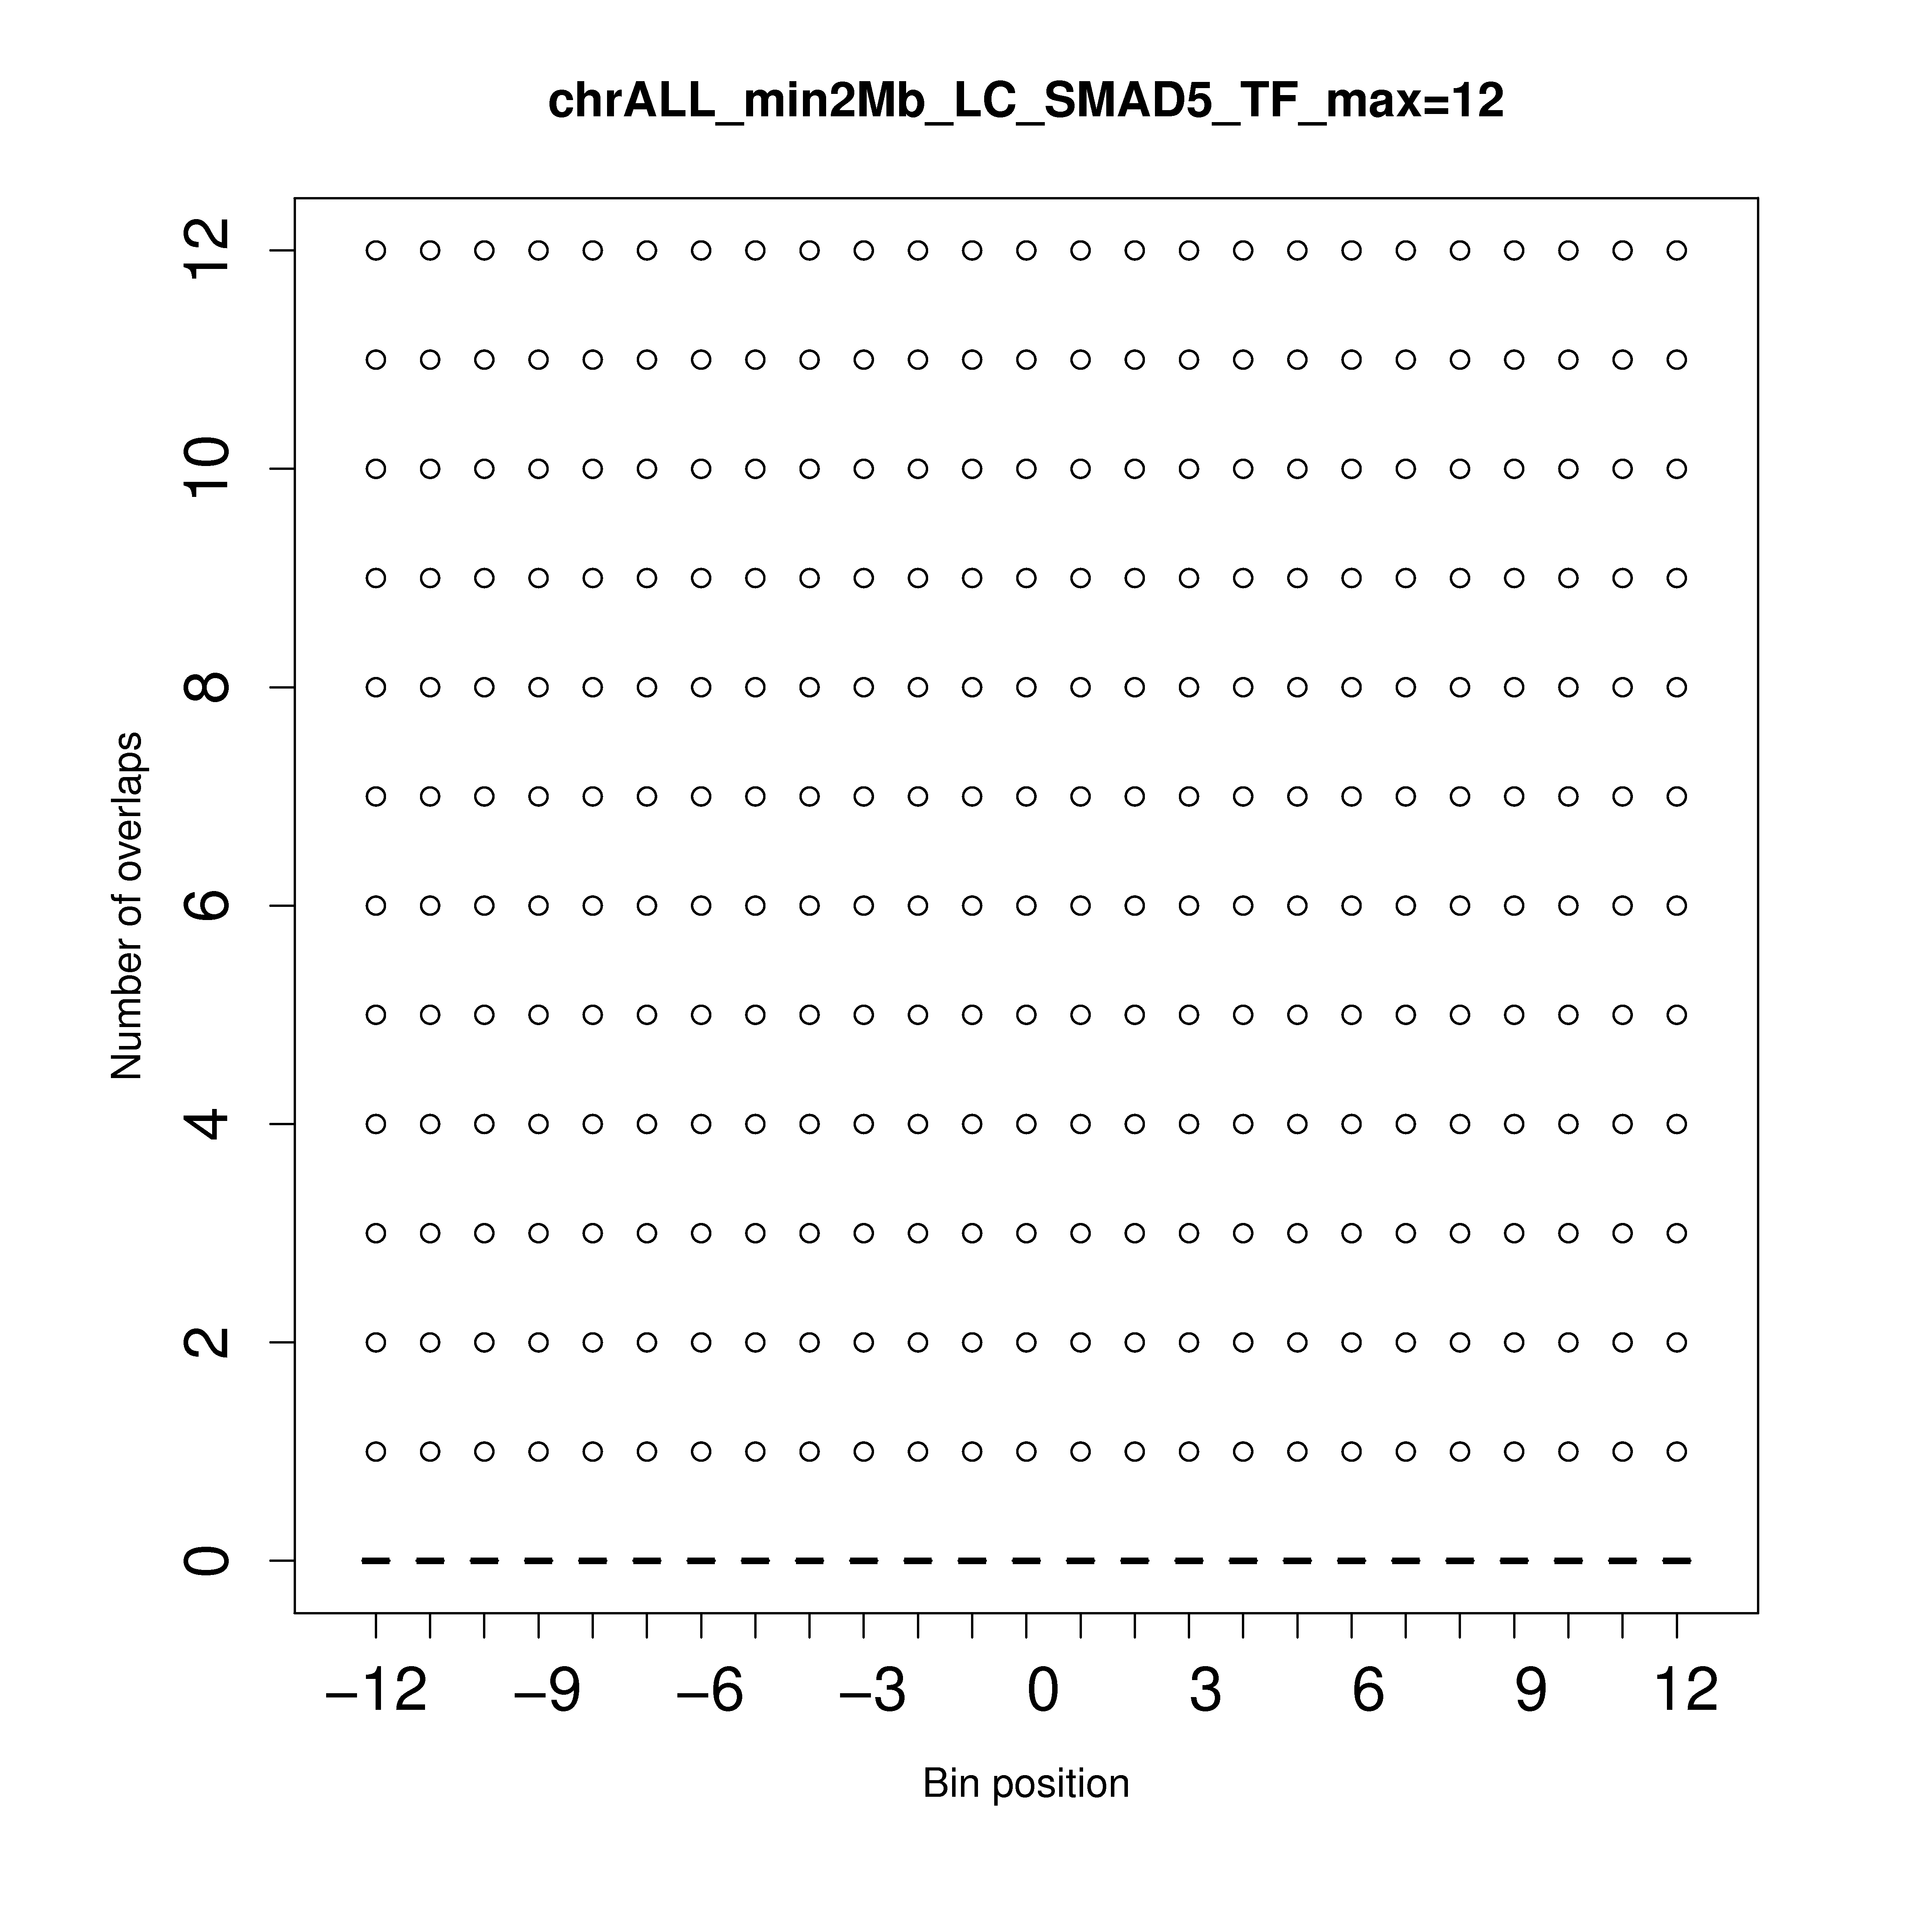 chrALL_min2Mb_LC_SMAD5_TF_max=12
12
10
8
6
4
2
0
Number of overlaps
−12 −9 −6 −3 0 3 6 9 12
Bin position